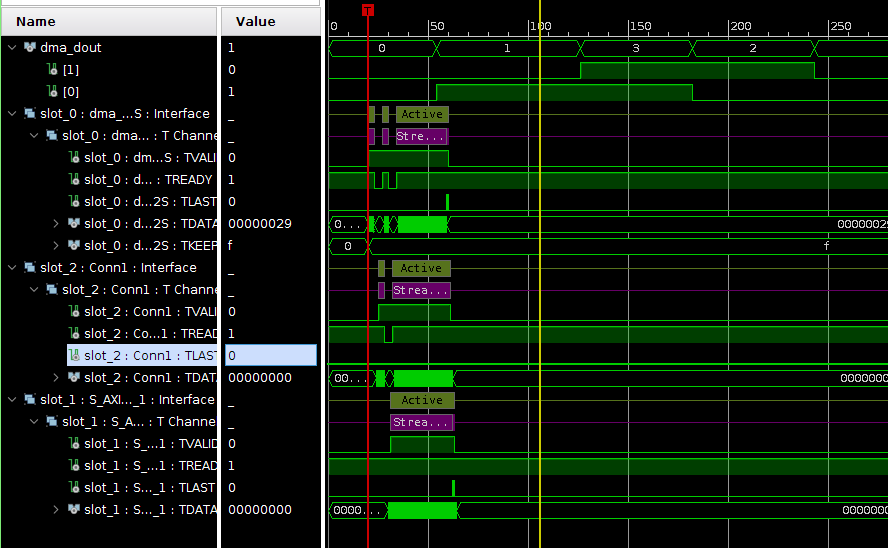 Name Value
0 50 100 150 200 250
T
dma_dout 1 0 1 3 2
[1] 0
[0] 1
slot_0 : dma_...S : Interface _ Active
slot_0 : dma... : T Channe _ Stre...
slot_0 : dm...S : TVALI 0
slot_0 : d... : TREADY 1
slot_0 : d...2S : TLAST 0
slot_0 : d...2S : TDATA 00000029 0... 00000029
slot_0 : d...2S : TKEEP f 0 f
slot_2 : Conn1 : Interface _ Active
slot_2 : Conn1 : T Channe _ Strea...
slot_2 : Conn1 : TVALI 0
slot_2 : Co...1 : TREAD 1
slot_2 : Conn1 : TLAST 0
slot_2 : Conn1 : TDAT 00000000 00... 0000000
slot_1 : S_AXI..._1 : Interface _ Active
slot_1 : S_A... : T Channe _ Strea...
slot_1 : S_...1 : TVALID 0
slot_1 : S_...1 : TREAD 1
slot_1 : S..._1 : TLAST 0
slot_1 : S..._1 : TDATA 00000000 0000... 0000000